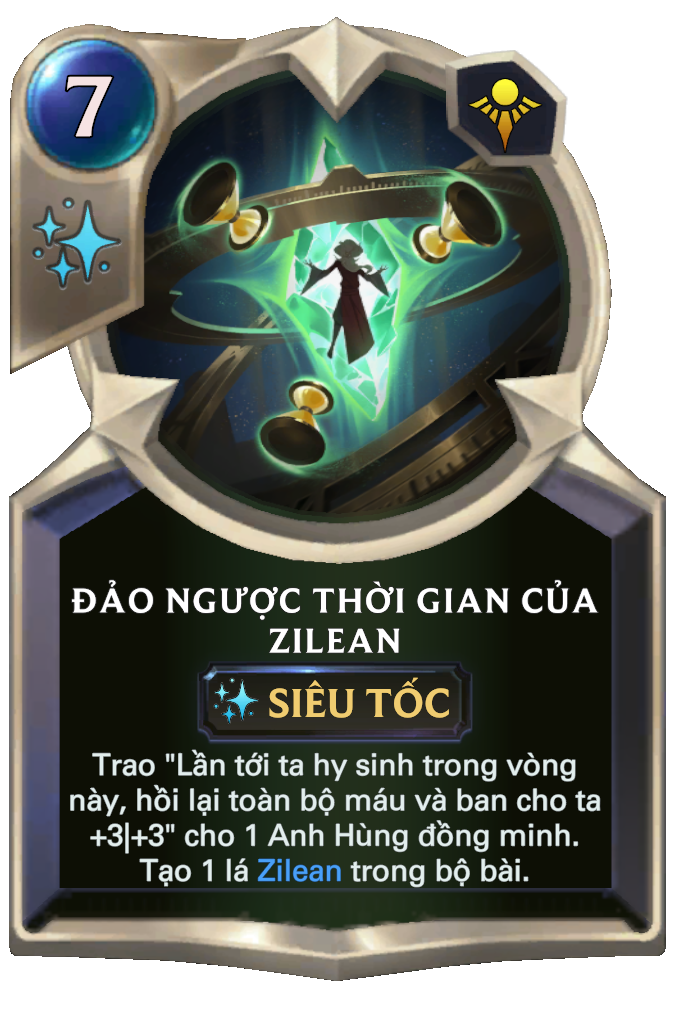 7
ĐẢO NGƯỢC THỜI GIAN CỦA
ZILEAN
SIÊU TỐC
Trao "Lần tới ta hy sinh trong vòng
này, hồi lại toàn bộ máu và ban cho ta
+3|+3" cho 1 Anh Hùng đồng minh.
Tạo 1 lá Zilean trong bộ bài.